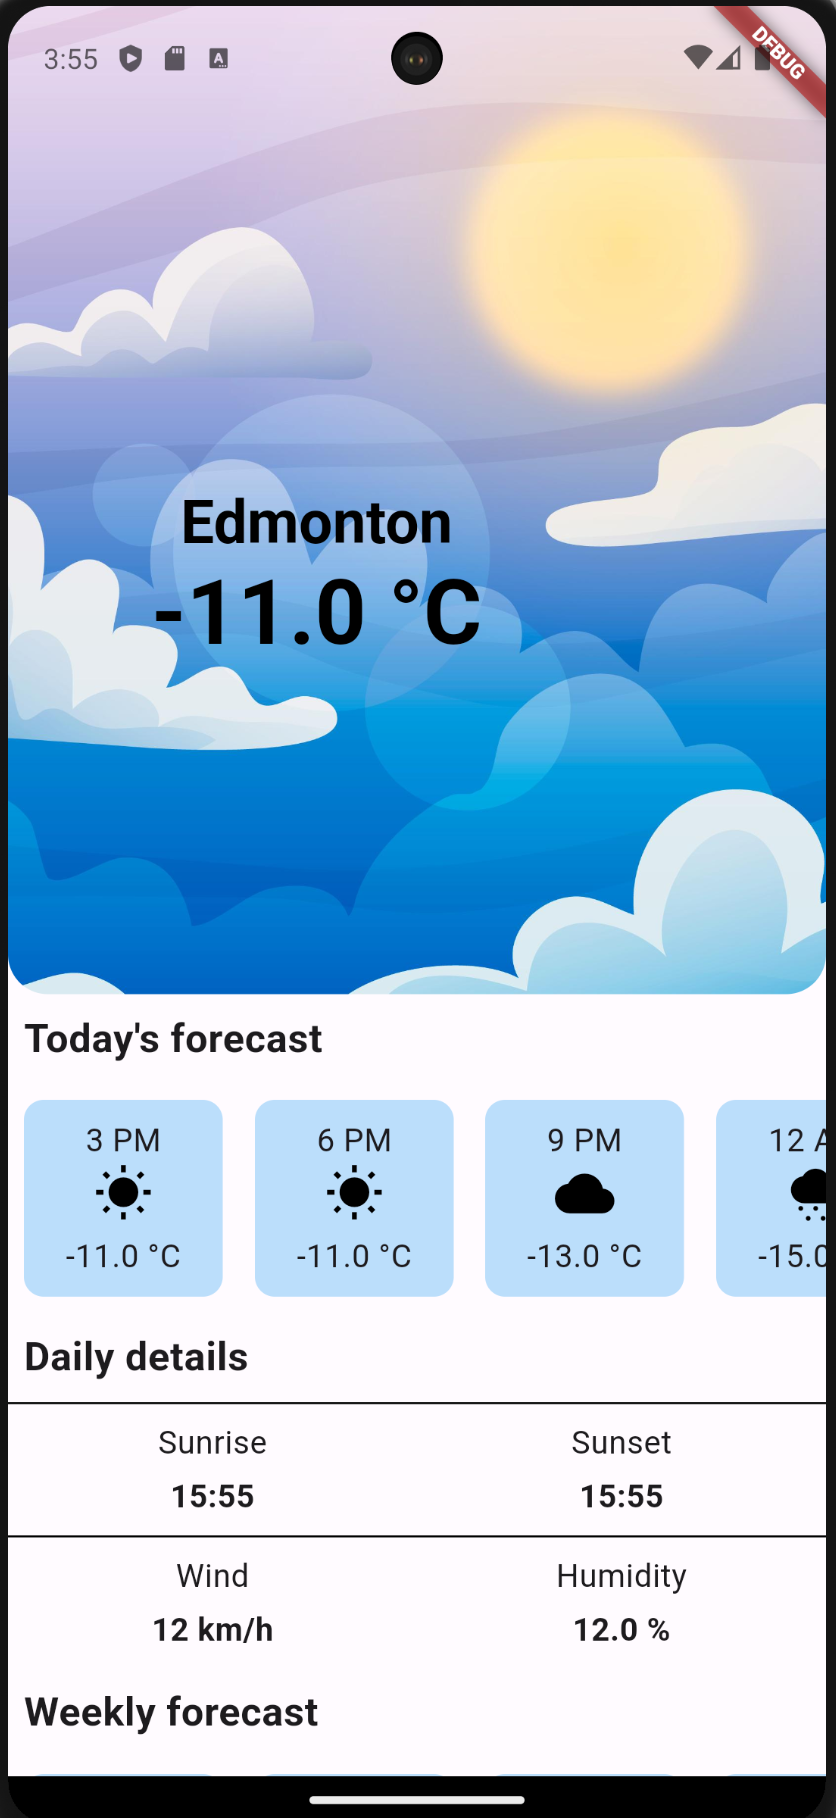 3:55
DEBUG
Edmonton
-11.0 °C
Today's forecast
3 PM 6 PM 9 PM 12 A
-11.0 °C -11.0 °C -13.0 °C -15.0
Daily details
Sunrise Sunset
15:55 15:55
Wind Humidity
12 km/h 12.0 %
Weekly forecast